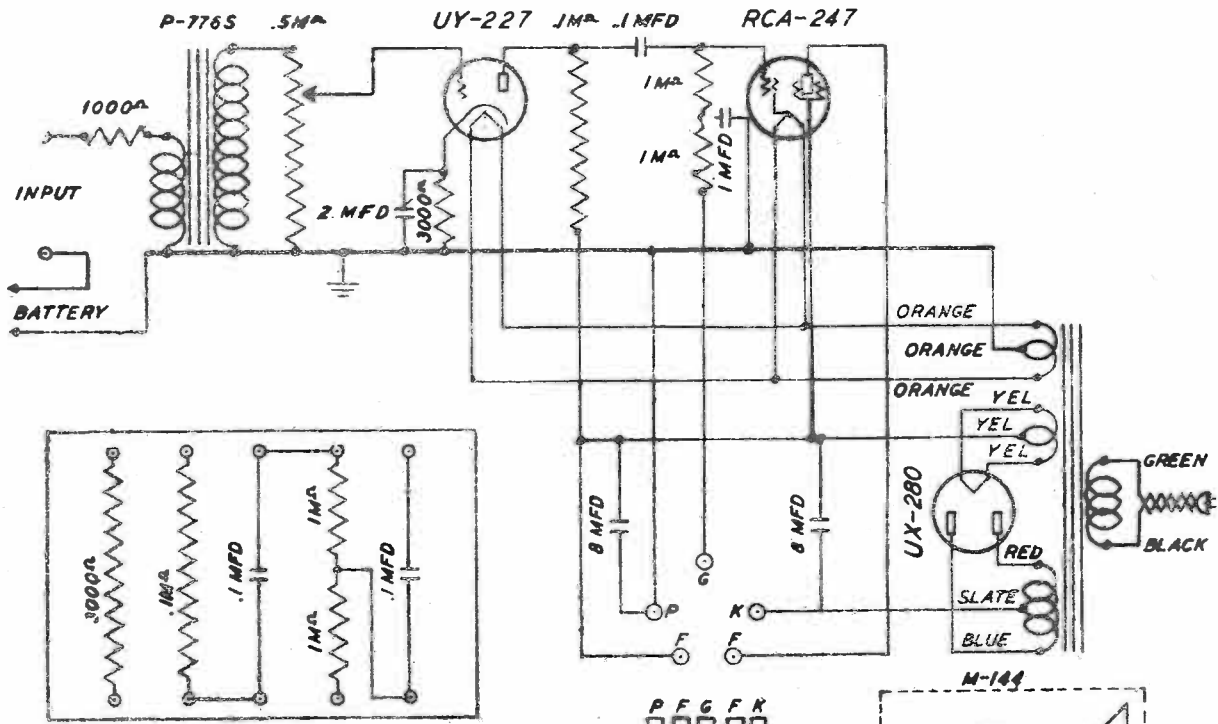 P-776S .5MΩ UY-227 .1MΩ .1MFD RCA-247
1000Ω
1MΩ
INPUT
1MΩ
1MFD
2. MFD
3000Ω
BATTERY
ORANGE
ORANGE
ORANGE
YEL
YEL
YEL
GREEN
BLACK
UX-280
8 MFD
8 MFD
RED
SLATE
BLUE
G
P
K
F
F
3000Ω
.1MΩ
.1MFD
1MΩ
1MΩ
.1MFD
M-144
P F G F K